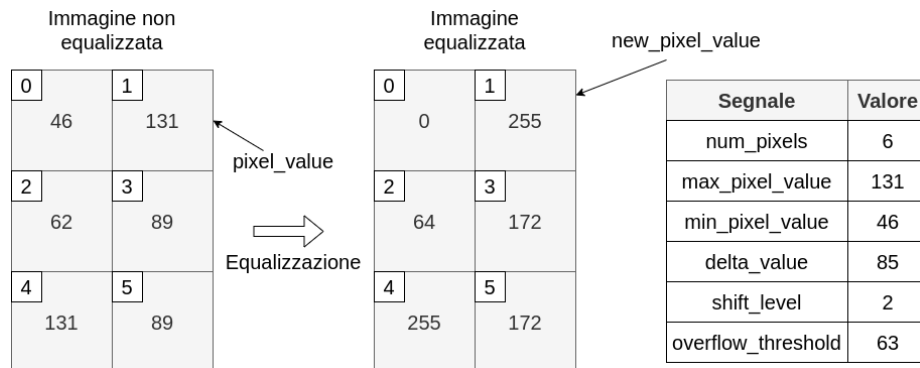 Immagine non
equalizzata
0
1
46
131
2
3
62
89
4
5
131
89
pixel_value
Equalizzazione
Immagine
equalizzata
0
1
0
255
2
3
64
172
4
5
255
172
new_pixel_value
Segnale Valore
num_pixels 6
max_pixel_value 131
min_pixel_value 46
delta_value 85
shift_level 2
overflow_threshold 63